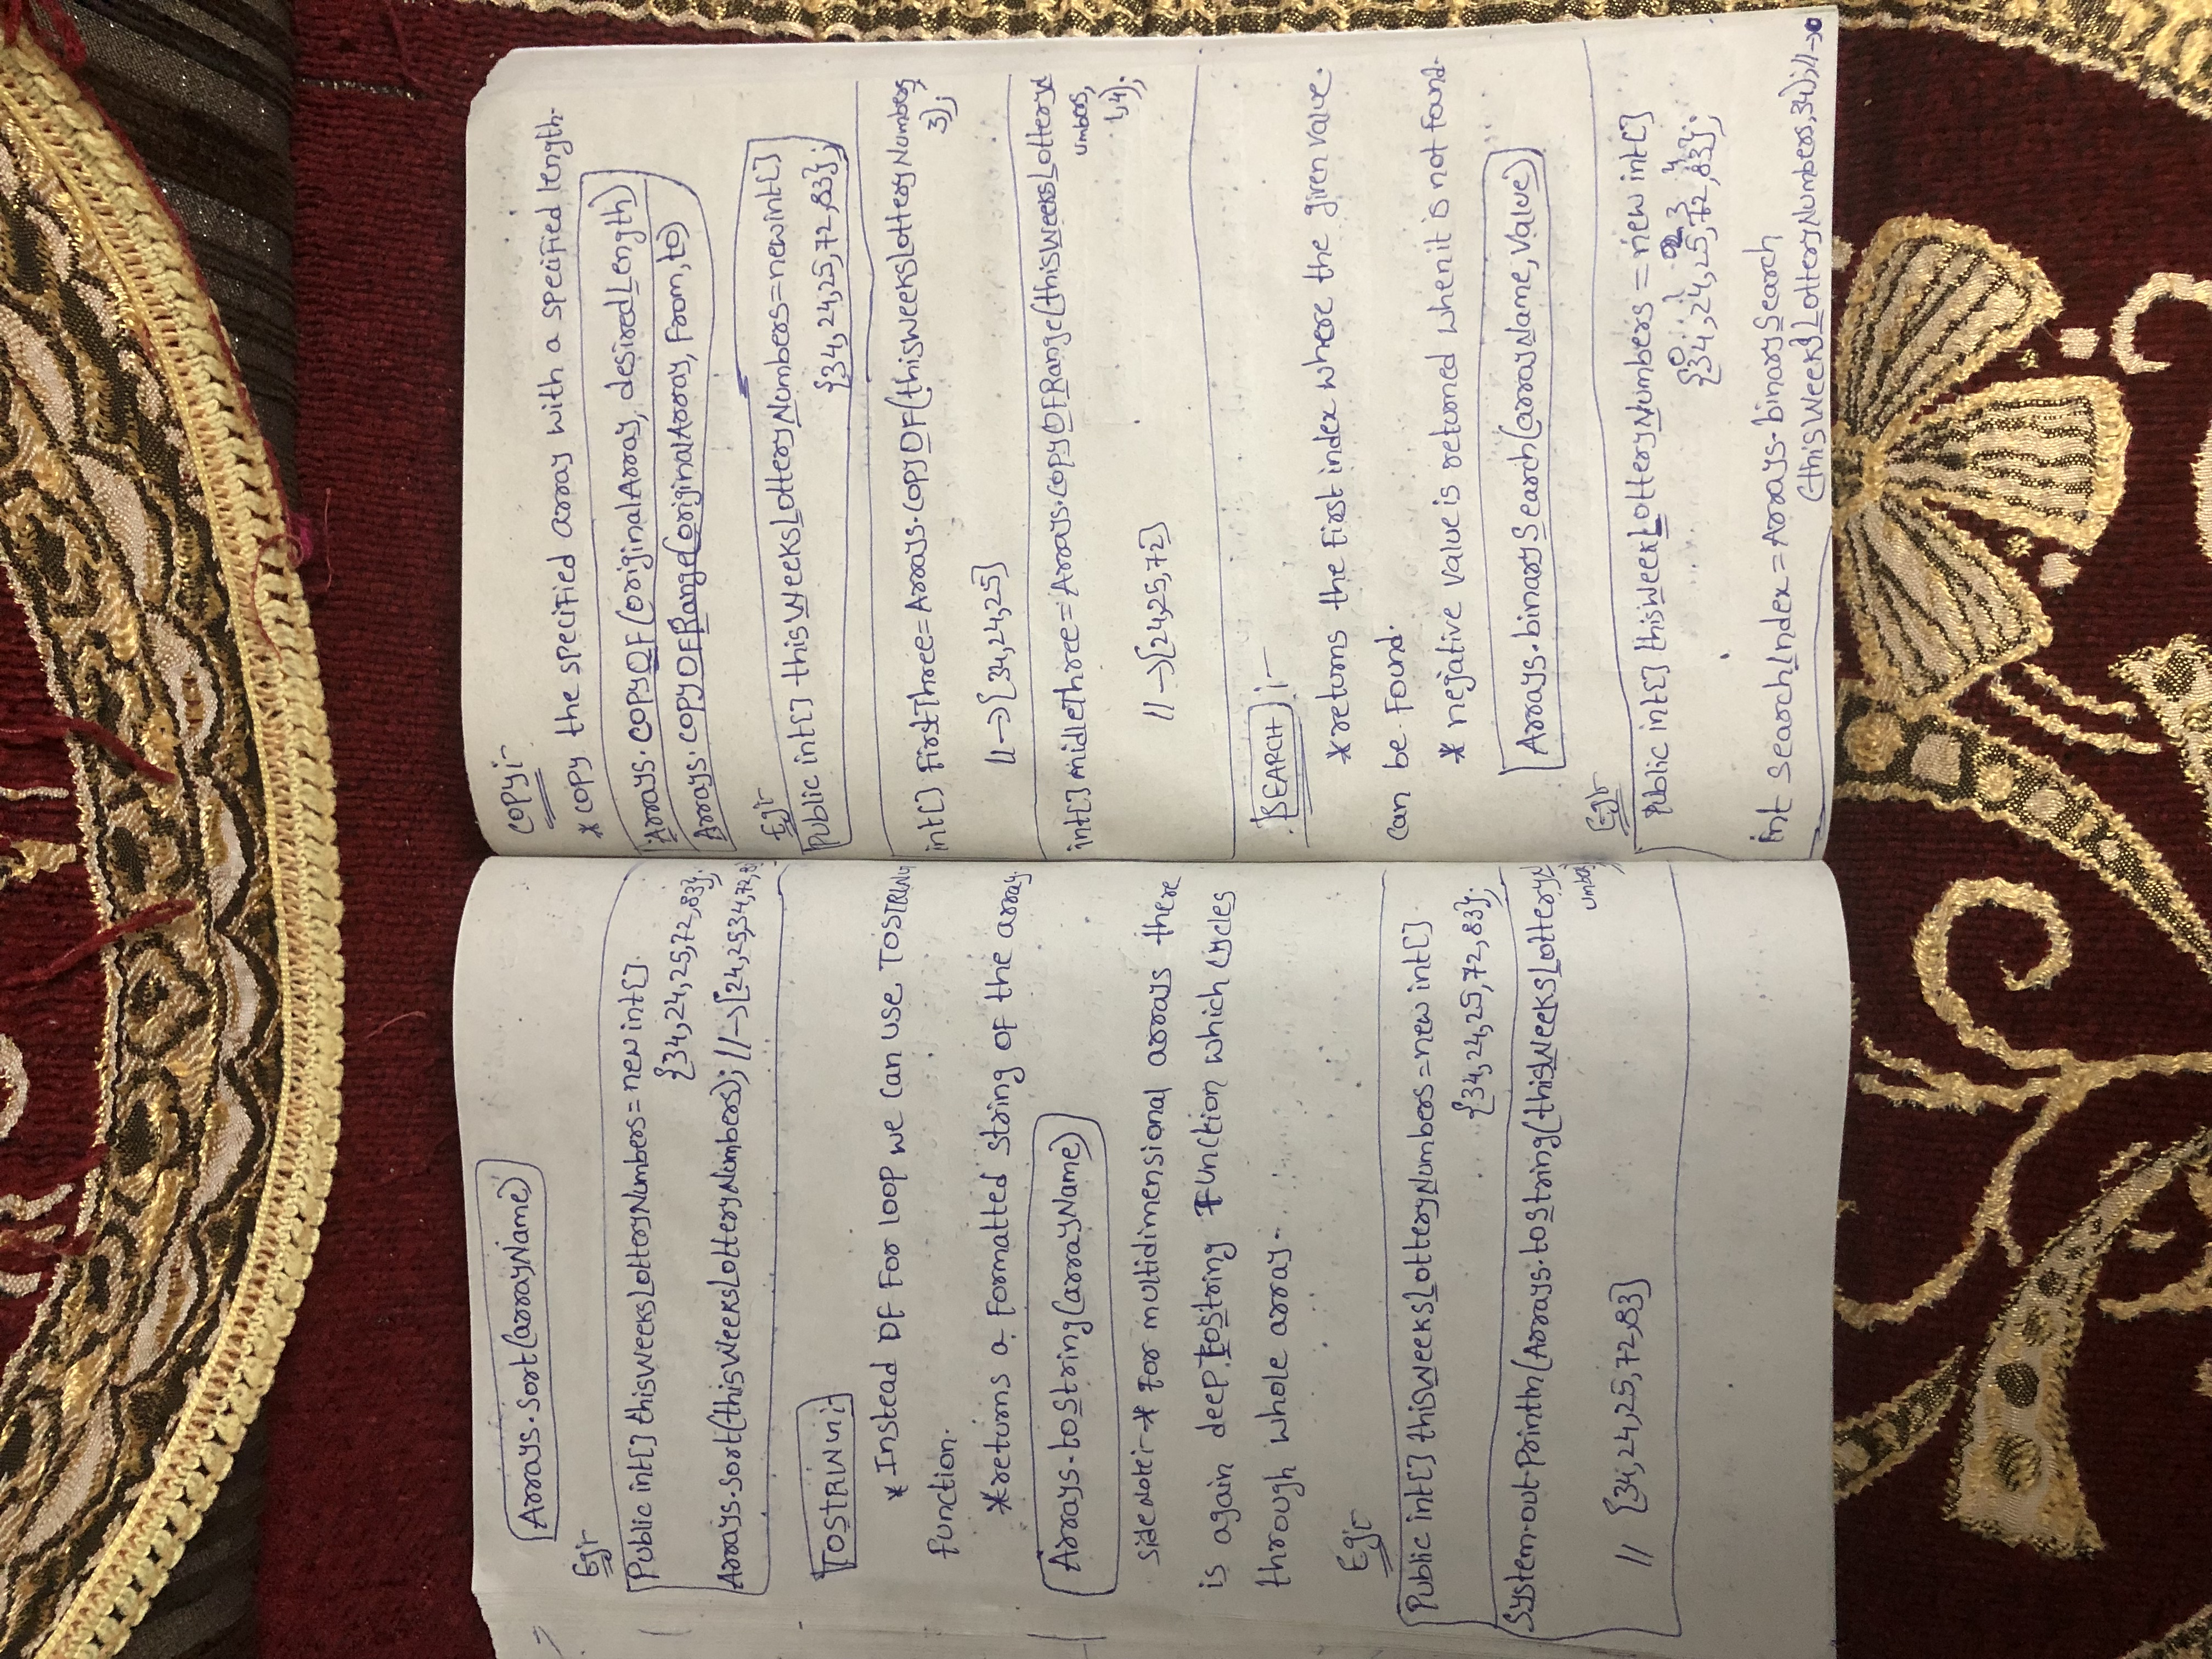 Arrays.Sort(arrayName)
Eg:-
Public int[] thisWeeksLotteryNumbers = new int[]
{34,24,25,72,83};
Arrays.Sort(thisWeeksLotteryNumbers); //→[24,25,34,72,8
TOSTRING:-
* Instead OF For loop we can use TOSTRING
function.
*returns a Formatted string of the array.
Arrays.toString(arrayName)
side note:-* For multidimensional arrays there
is again deep.toString Function which cycles
through whole array.
Eg:-
Public int[] thisWeeksLotteryNumbers = new int[]
{34,24,25,72,83};
System.out.Println(Arrays.toString(thisWeeksLotteryN
umbers)
// {34,24,25,72,83}
COPY:-
* copy the specified array with a specified length.
Arrays.copyOF(originalArray, desiredLength)
Arrays.copyOFRange(originalArray, From, to)
Eg:-
Public int[] thisWeeksLotteryNumbers = new int[]
{34, 24,25,72,83};
int[] FirstThree = Arrays.copyOF(thisWeeksLotteryNumbers,
3);
//→{34,24,25]
int[] midleThree = Arrays.copyOFRange(thisWeeksLotteryN
umbers,
1,4);
//→[24,25,72]
SEARCH :-
*returns the First index where the given value.
can be Found.
* nejative value is returned when it is not found.
Arrays.binarySearch(arrayName, value)
Eg:-
Public int[] thisWeekLotteryNumbers = new int[]
0 1 2 3 4
{34,24,25,72,83};
int searchIndex = Arrays.binarySearch
(thisWeeksLotteryNumbers,34);//→0